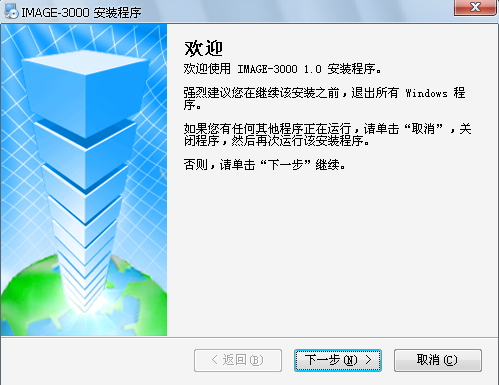 IMAGE-3000 安装程序
欢迎
欢迎使用 IMAGE-3000 1.0 安装程序。
强烈建议您在继续该安装之前，退出所有 Windows 程
序。
如果您有任何其他程序正在运行，请单击“取消”，关
闭程序，然后再次运行该安装程序。
否则，请单击“下一步”继续。
< 返回(B)
下一步(N) >
取消(C)